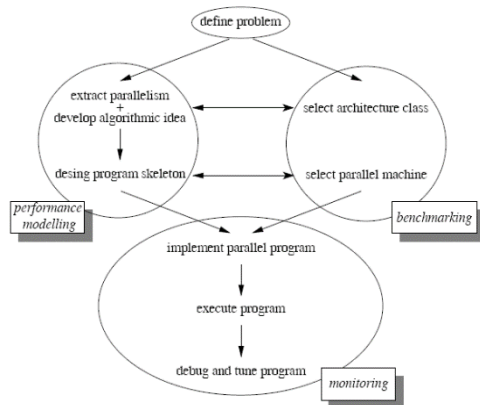 define problem
extract parallelism
+
develop algorithmic idea
select architecture class
desing program skeleton
select parallel machine
performance
modelling
benchmarking
implement parallel program
execute program
debug and tune program
monitoring